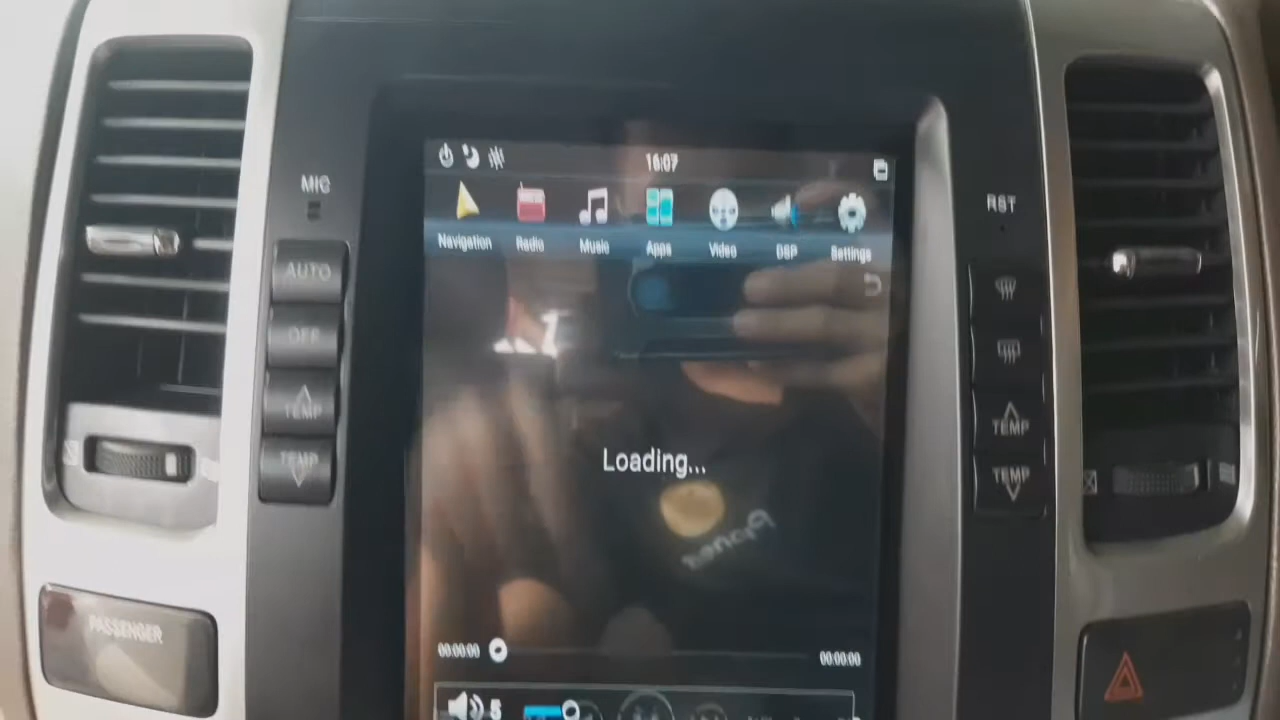 16:07
MIC
RST
Navigation Radio Music Apps Video DSP Settings
AUTO
OFF
TEMP
TEMP
TEMP
TEMP
Loading...
00:00:00 00:00:00
PASSENGER
5